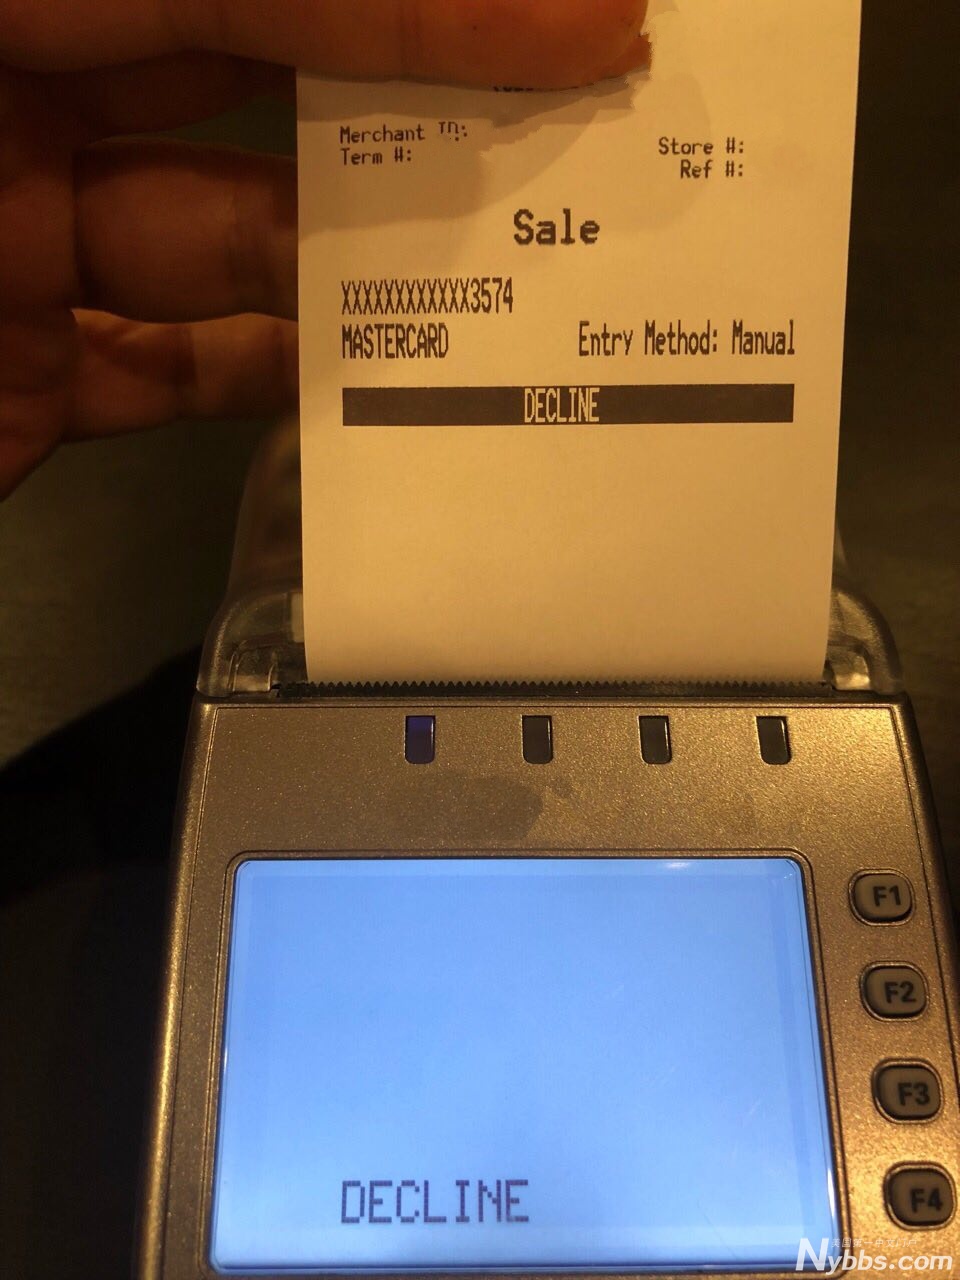 Merchant ID:
Term #:
Store #:
Ref #:
Sale
XXXXXXXXXXXX3574
MASTERCARD
Entry Method: Manual
DECLINE
F1
F2
F3
F4
DECLINE
Nybbs.com